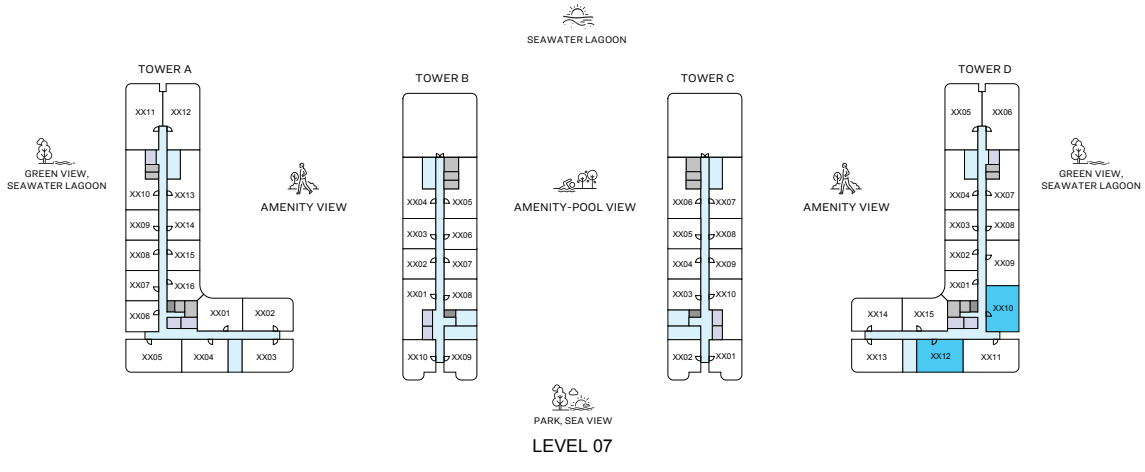 SEAWATER LAGOON
TOWER A
TOWER B
TOWER C
TOWER D
XX11
XX12
XX10
XX13
XX09
XX14
XX08
XX15
XX07
XX16
XX06
XX01
XX02
XX05
XX04
XX03
XX04
XX05
XX03
XX06
XX02
XX07
XX01
XX08
XX10
XX09
XX06
XX07
XX05
XX08
XX04
XX09
XX03
XX10
XX02
XX01
XX05
XX06
XX04
XX07
XX03
XX08
XX02
XX09
XX01
XX10
XX14
XX15
XX13
XX12
XX11
GREEN VIEW,
SEAWATER LAGOON
AMENITY VIEW
AMENITY-POOL VIEW
AMENITY VIEW
GREEN VIEW,
SEAWATER LAGOON
PARK, SEA VIEW
LEVEL 07